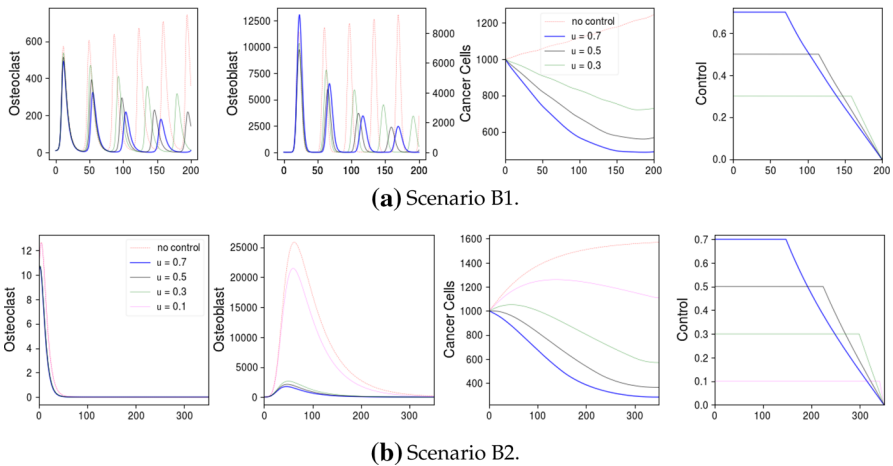 Osteoclast
600
400
200
0
0 50 100 150 200
Osteoblast
12500
10000
7500
5000
2500
0
8000
6000
4000
2000
0
0 50 100 150 200
Cancer Cells
1200
1000
800
600
0 50 100 150 200
no control
u = 0.7
u = 0.5
u = 0.3
Control
0.6
0.4
0.2
0.0
0 50 100 150 200
(a) Scenario B1.
Osteoclast
12
10
8
6
4
2
0
0 100 200 300
no control
u = 0.7
u = 0.5
u = 0.3
u = 0.1
Osteoblast
25000
20000
15000
10000
5000
0
0 100 200 300
Cancer Cells
1600
1400
1200
1000
800
600
400
0 100 200 300
Control
0.7
0.6
0.5
0.4
0.3
0.2
0.1
0.0
0 100 200 300
(b) Scenario B2.